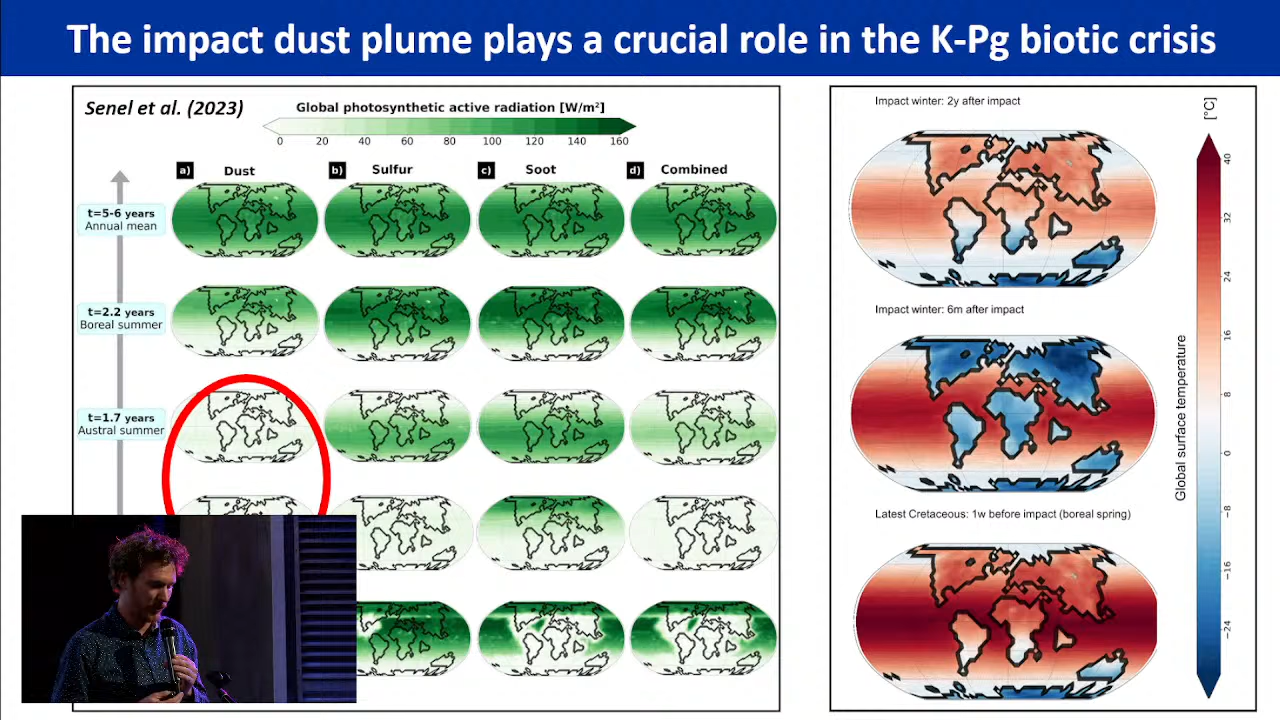 The impact dust plume plays a crucial role in the K-Pg biotic crisis
Senel et al. (2023)
Global photosynthetic active radiation [W/m²]
0 20 40 60 80 100 120 140 160
a) Dust b) Sulfur c) Soot d) Combined
t=5-6 years
Annual mean
t=2.2 years
Boreal summer
t=1.7 years
Austral summer
Impact winter: 2y after impact
Impact winter: 6m after impact
Latest Cretaceous: 1w before impact (boreal spring)
Global surface temperature
[°C]
40
32
24
16
8
0
−8
−16
−24